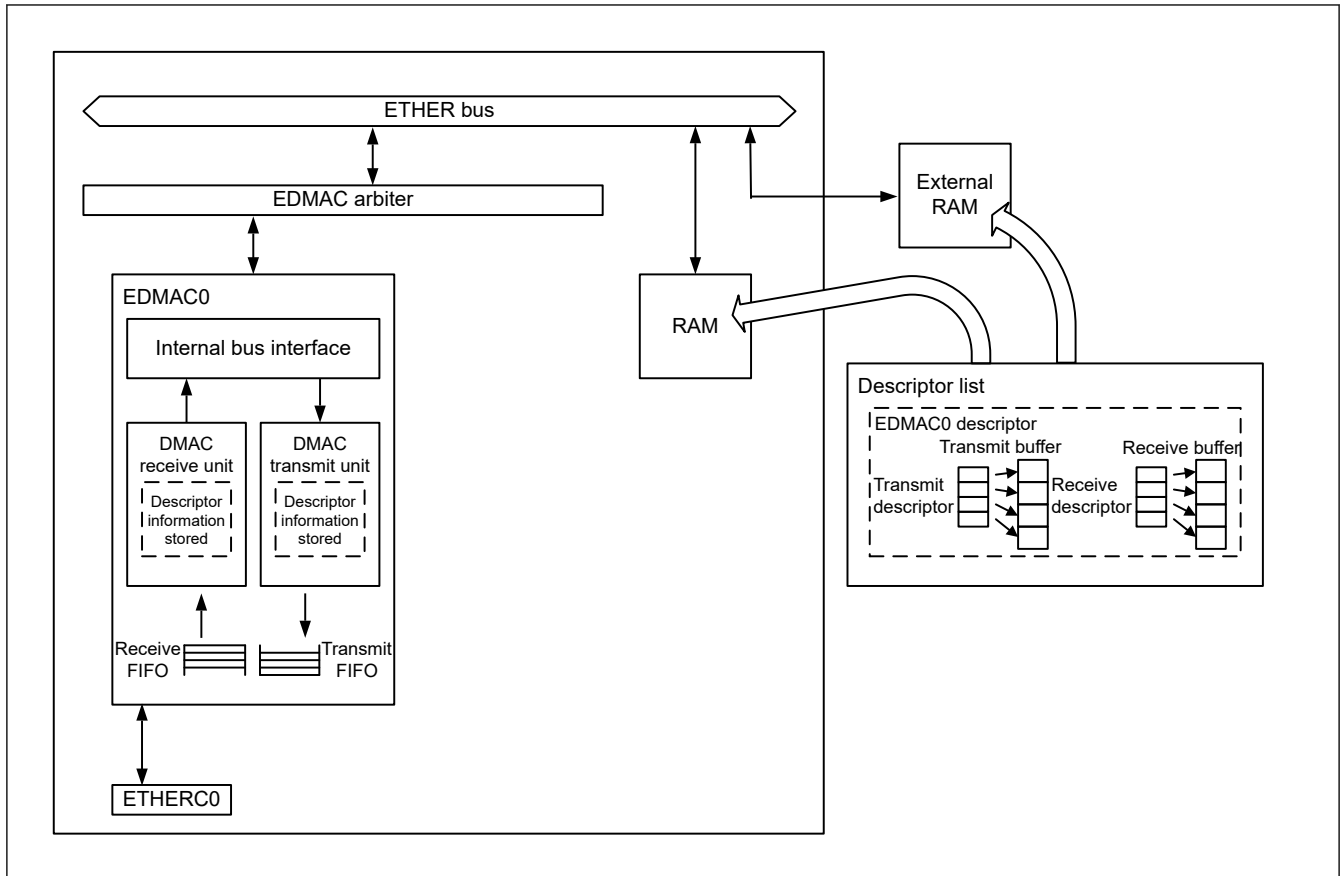 ETHER bus
EDMAC arbiter
External
RAM
EDMAC0
Internal bus interface
RAM
DMAC
receive unit
Descriptor
information
stored
DMAC
transmit unit
Descriptor
information
stored
Receive
FIFO
Transmit
FIFO
ETHERC0
Descriptor list
EDMAC0 descriptor
Transmit buffer
Receive buffer
Transmit
descriptor
Receive
descriptor